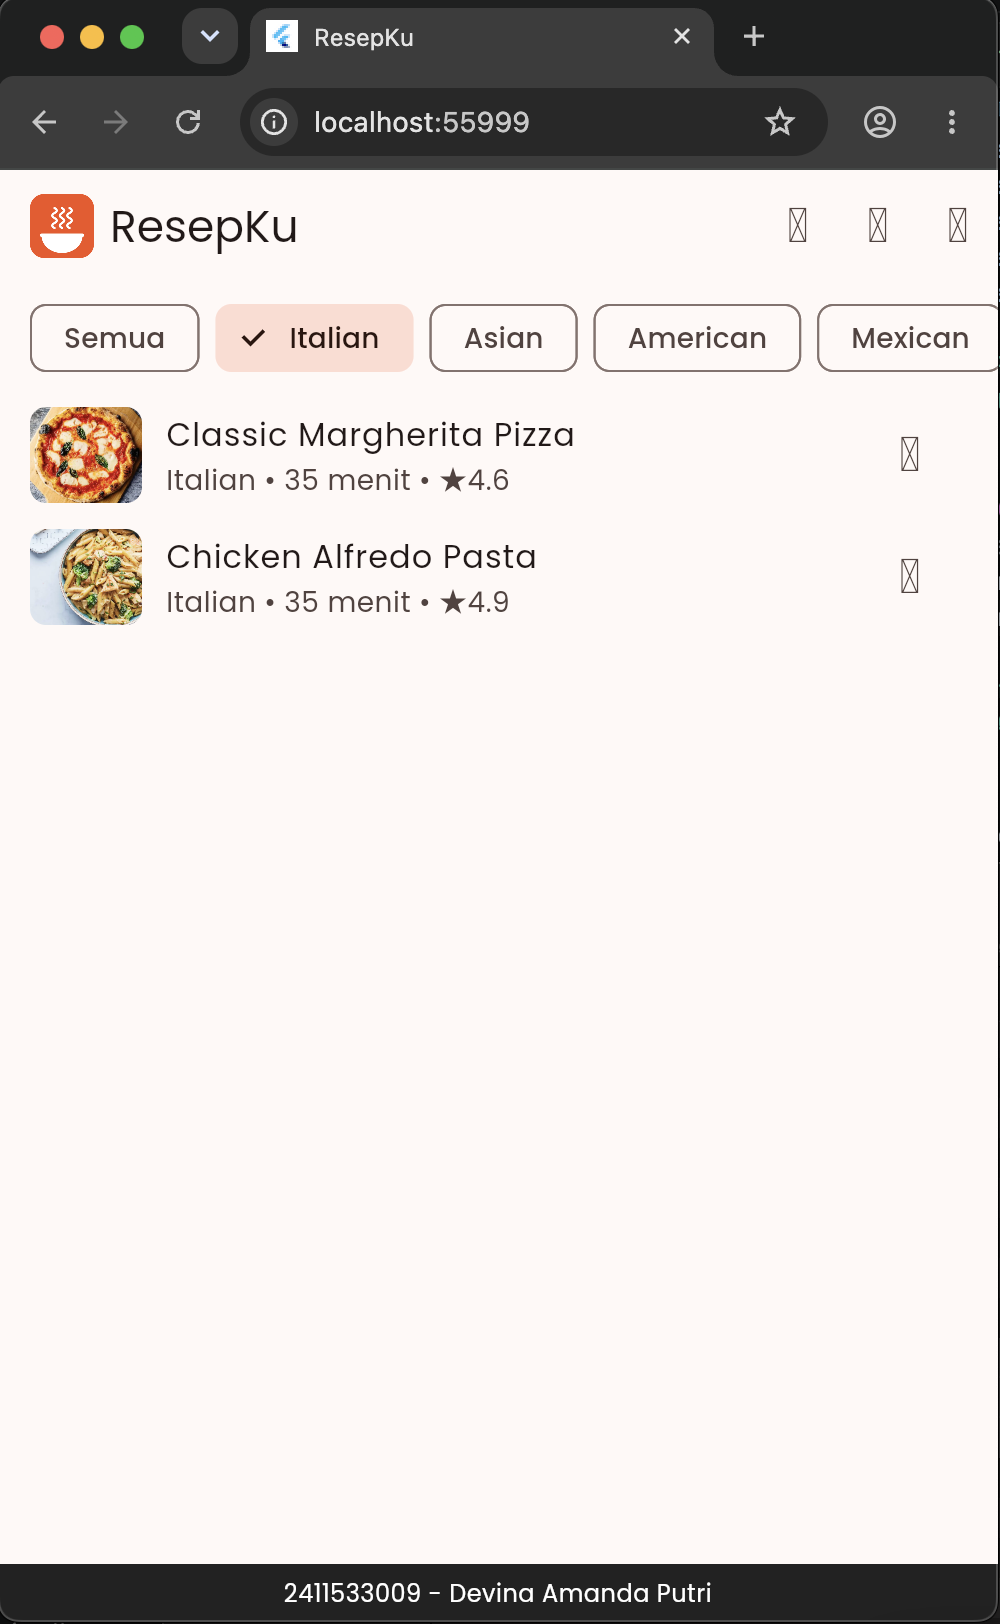 ResepKu
localhost:55999
ResepKu
Semua Italian Asian American Mexican
Classic Margherita Pizza
Italian • 35 menit • ★4.6
Chicken Alfredo Pasta
Italian • 35 menit • ★4.9
2411533009 - Devina Amanda Putri